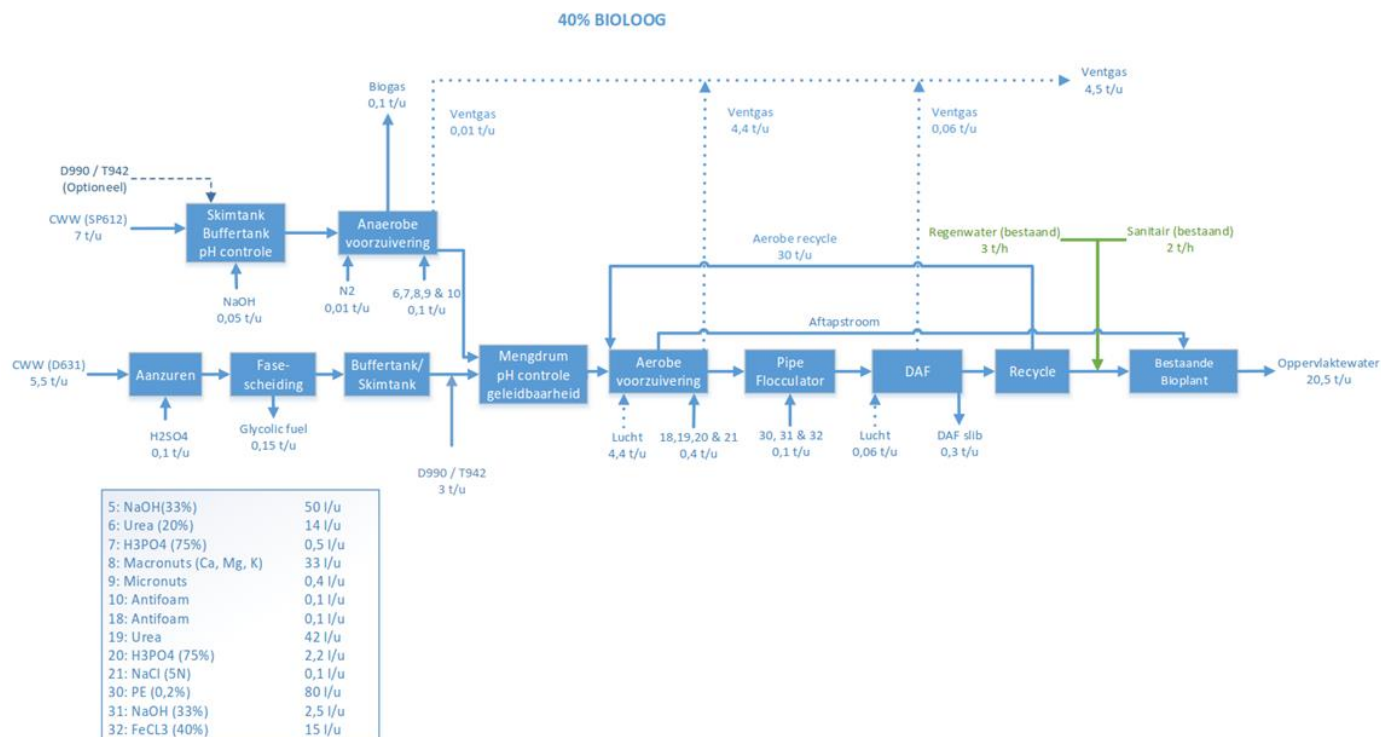 40% BIOLOOG
Biogas
0,1 t/u
Ventgas
0,01 t/u
Ventgas
4,4 t/u
Ventgas
0,06 t/u
Ventgas
4,5 t/u
D990 / T942
(Optioneel)
CWW (SP612)
7 t/u
Skimtank
Buffertank
pH controle
Anaerobe
voorzuivering
NaOH
0,05 t/u
N2
0,01 t/u
6,7,8,9 & 10
0,1 t/u
Aerobe recycle
30 t/u
Regenwater (bestaand)
3 t/h
Sanitair (bestaand)
2 t/h
Aftapstroom
CWW (D631)
5,5 t/u
Aanzuren
Fase-
scheiding
Buffertank/
Skimtank
Mengdrum
pH controle
geleidbaarheid
Aerobe
voorzuivering
Pipe
Flocculator
DAF
Recycle
Bestaande
Bioplant
Oppervlaktewater
20,5 t/u
H2SO4
0,1 t/u
Glycolic fuel
0,15 t/u
D990 / T942
3 t/u
Lucht
4,4 t/u
18,19,20 & 21
0,4 t/u
30, 31 & 32
0,1 t/u
Lucht
0,06 t/u
DAF slib
0,3 t/u
5: NaOH(33%) 50 l/u
6: Urea (20%) 14 l/u
7: H3PO4 (75%) 0,5 l/u
8: Macronuts (Ca, Mg, K) 33 l/u
9: Micronuts 0,4 l/u
10: Antifoam 0,1 l/u
18: Antifoam 0,1 l/u
19: Urea 42 l/u
20: H3PO4 (75%) 2,2 l/u
21: NaCl (5N) 0,1 l/u
30: PE (0,2%) 80 l/u
31: NaOH (33%) 2,5 l/u
32: FeCL3 (40%) 15 l/u